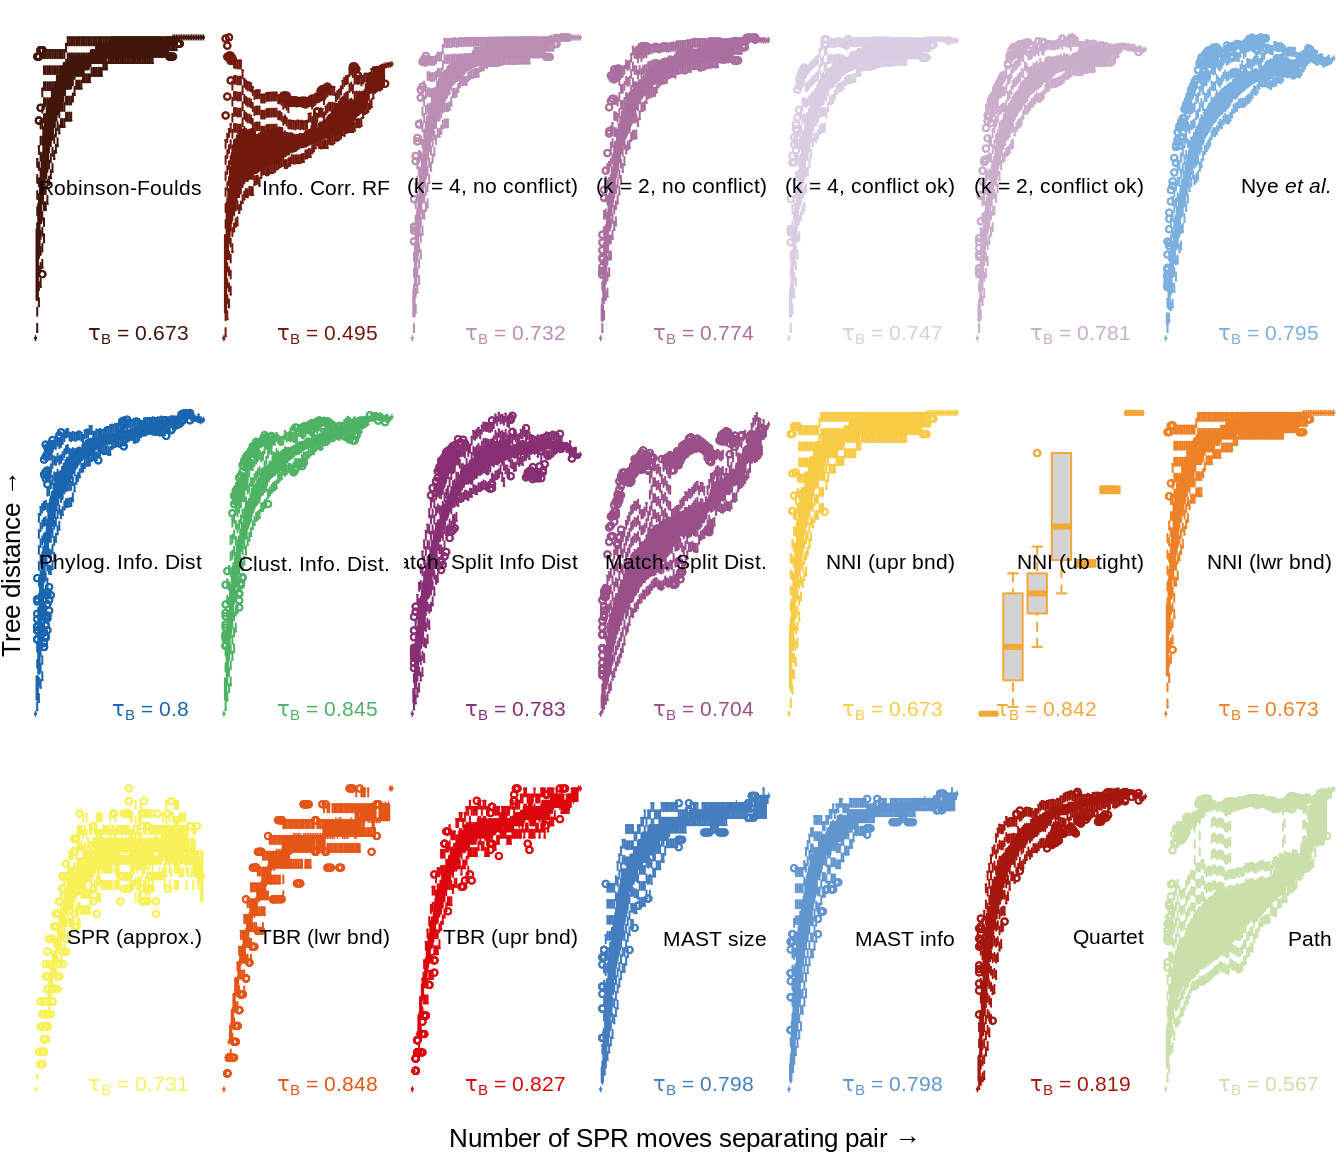 Robinson-Foulds
Info. Corr. RF
(k = 4, no conflict)
(k = 2, no conflict)
(k = 4, conflict ok)
(k = 2, conflict ok)
Nye et al.
τB = 0.673
τB = 0.495
τB = 0.732
τB = 0.774
τB = 0.747
τB = 0.781
τB = 0.795
Tree distance →
Phylog. Info. Dist
Clust. Info. Dist.
atch. Split Info Dist
Match. Split Dist.
NNI (upr bnd)
NNI (ub tight)
NNI (lwr bnd)
τB = 0.8
τB = 0.845
τB = 0.783
τB = 0.704
τB = 0.673
τB = 0.842
τB = 0.673
SPR (approx.)
TBR (lwr bnd)
TBR (upr bnd)
MAST size
MAST info
Quartet
Path
τB = 0.731
τB = 0.848
τB = 0.827
τB = 0.798
τB = 0.798
τB = 0.819
τB = 0.567
Number of SPR moves separating pair →